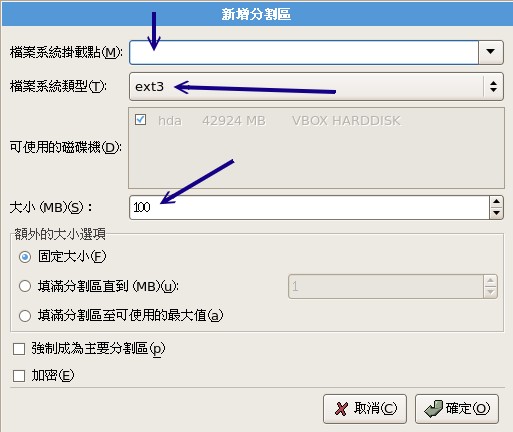 新增分割區
檔案系統掛載點(M):
檔案系統類型(T): ext3
hda 42924 MB VBOX HARDDISK
可使用的磁碟機(D):
大小(MB)(S)： 100
額外的大小選項
固定大小(F)
填滿分割區直到(MB)(u): 1
填滿分割區至可使用的最大值(a)
強制成為主要分割區(p)
加密(E)
取消(C) 確定(O)